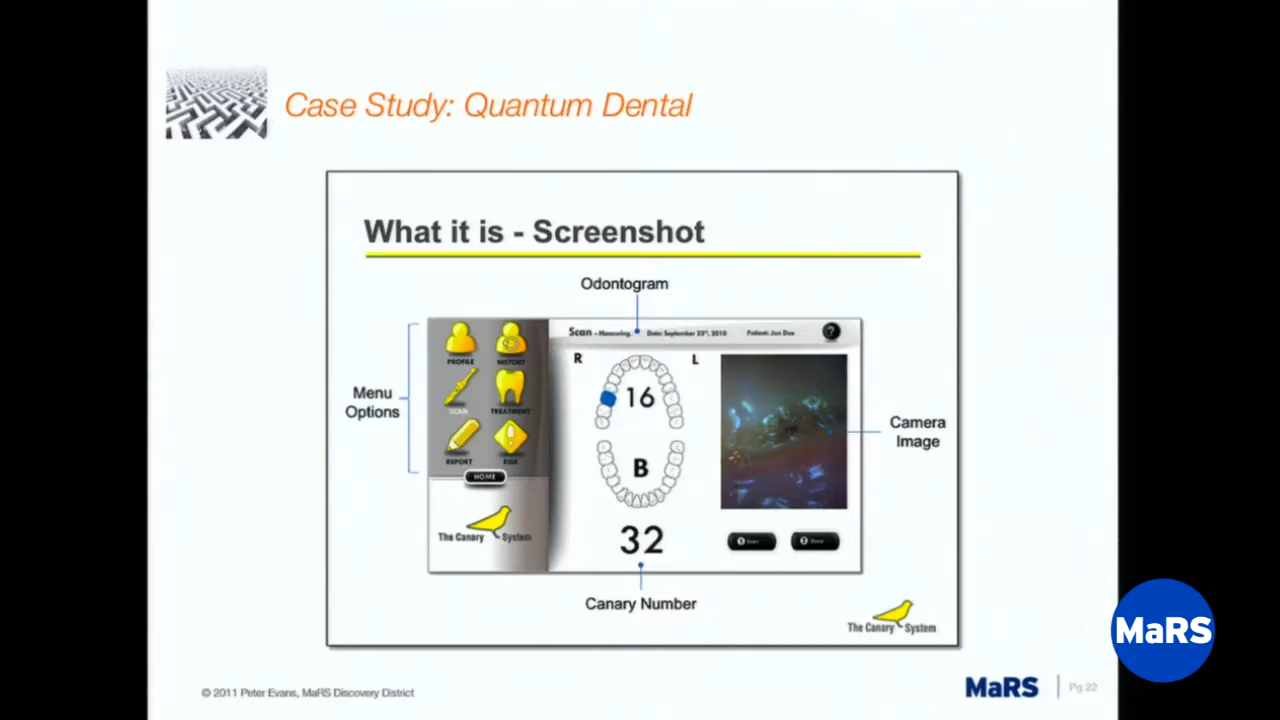 Case Study: Quantum Dental
What it is - Screenshot
Odontogram
Menu
Options
PROFILE
HISTORY
SCAN
TREATMENT
REPORT
RISK
HOME
The Canary System
Scan - Measuring
Date: September 23rd, 2010
Patient: Jon Doe
?
R
L
16
B
32
Camera
Image
Canary Number
The Canary System
© 2011 Peter Evans, MaRS Discovery District
MaRS
Pg 22
MaRS